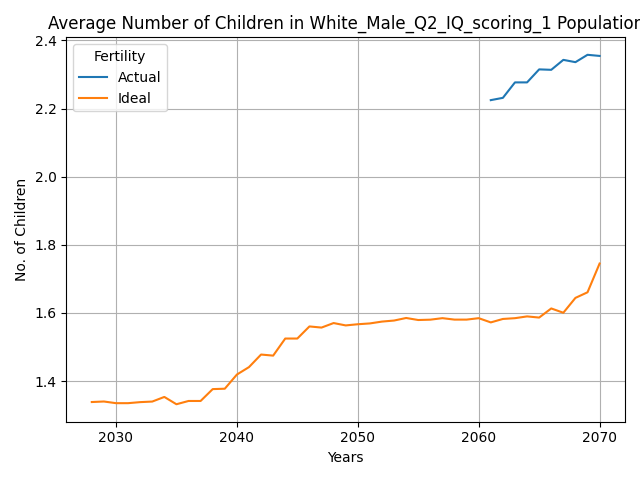 Average Number of Children in White_Male_Q2_IQ_scoring_1 Population
2.4
2.2
2.0
1.8
1.6
1.4
No. of Children
Fertility
Actual
Ideal
2030 2040 2050 2060 2070
Years